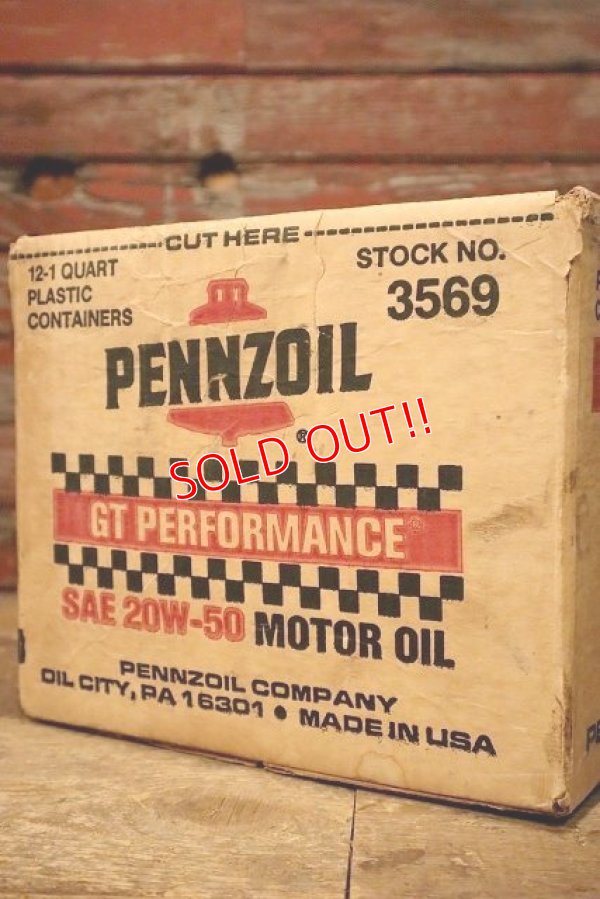 CUT HERE
12-1 QUART
PLASTIC
CONTAINERS
STOCK NO.
3569
PENNZOIL
®
SOLD OUT!!
GT PERFORMANCE®
SAE 20W-50 MOTOR OIL
PENNZOIL COMPANY
OIL CITY, PA 16301 • MADE IN USA